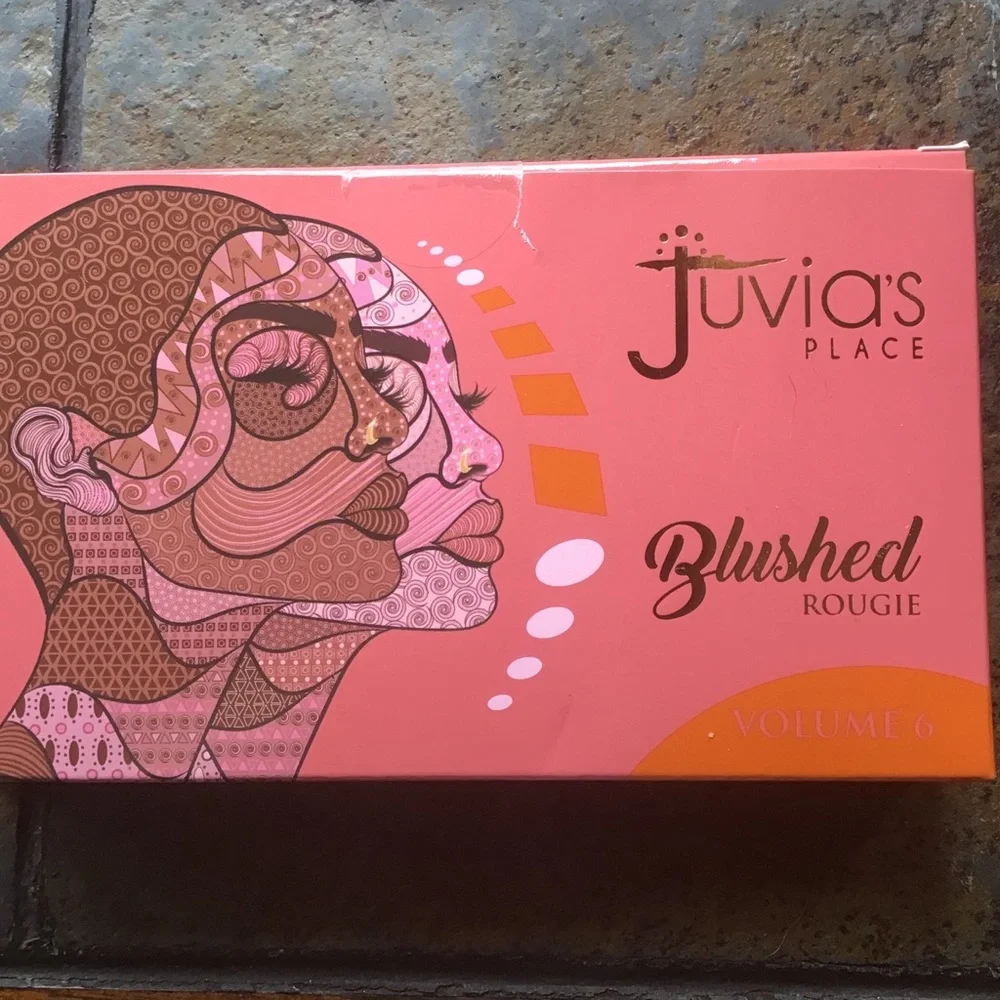 Juvia's
PLACE
Blushed
ROUGIE
VOLUME 6